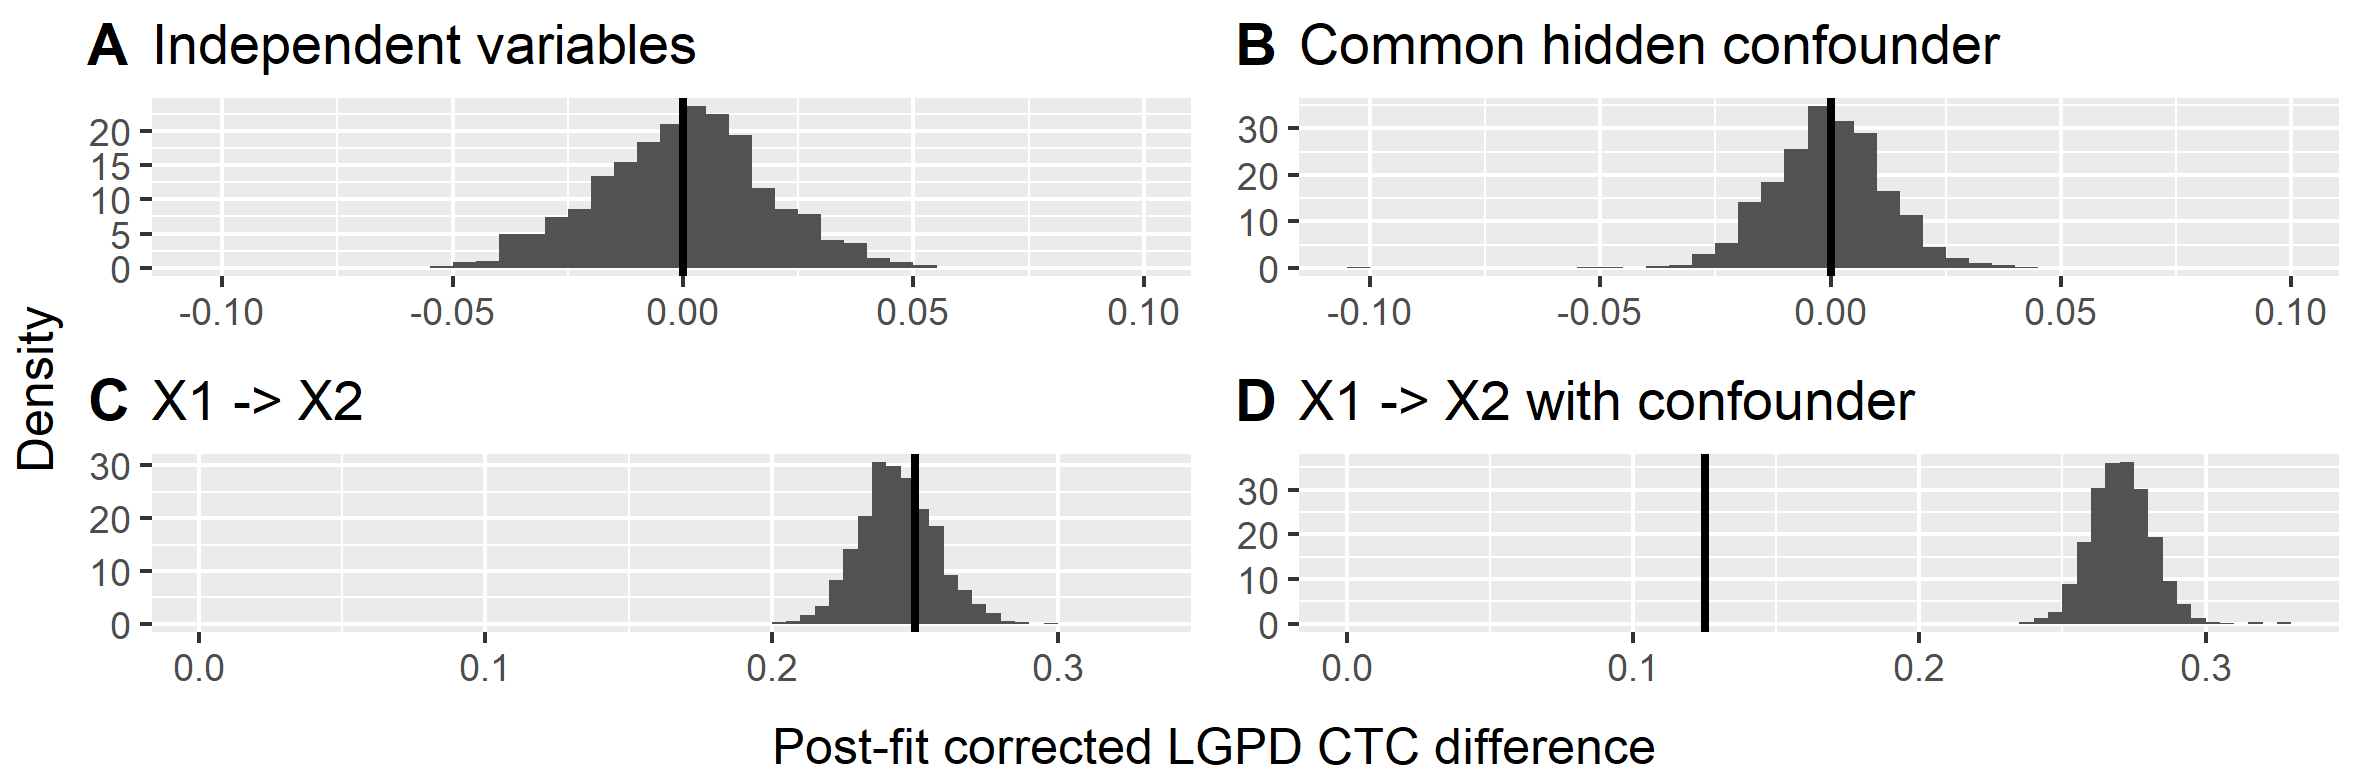 A Independent variables
20
15
10
5
0
-0.10 -0.05 0.00 0.05 0.10
B Common hidden confounder
30
20
10
0
-0.10 -0.05 0.00 0.05 0.10
Density
C X1 -> X2
30
20
10
0
0.0 0.1 0.2 0.3
D X1 -> X2 with confounder
30
20
10
0
0.0 0.1 0.2 0.3
Post-fit corrected LGPD CTC difference